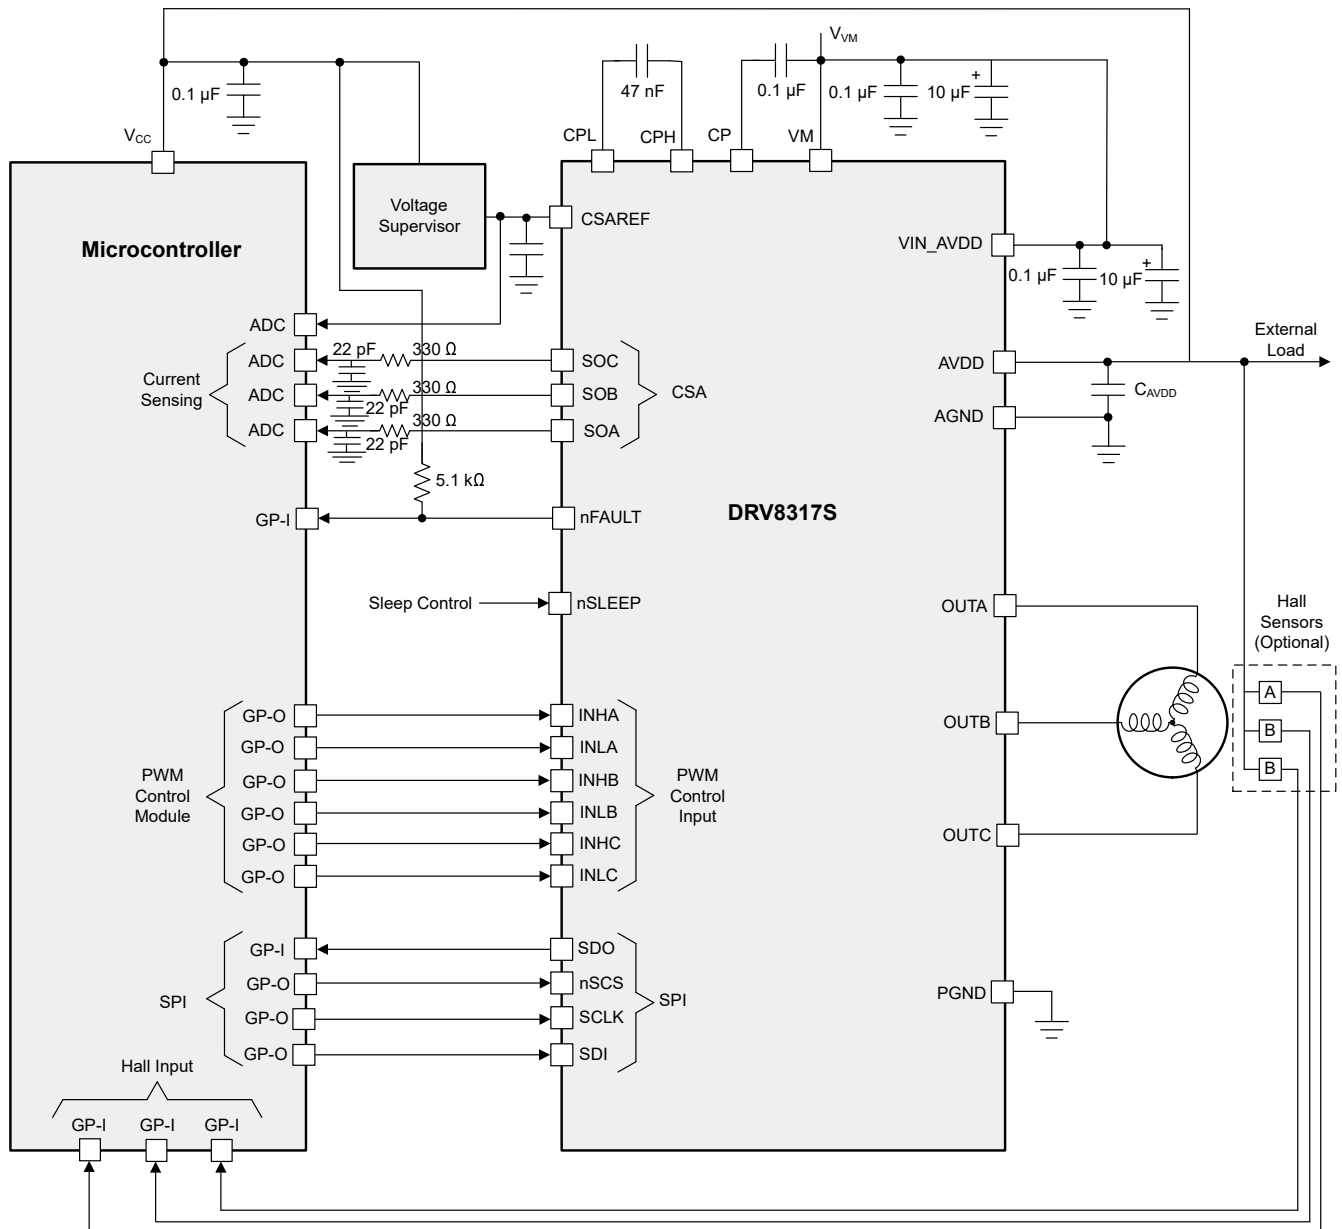 V_VM
0.1 µF
47 nF
0.1 µF
0.1 µF
10 µF
+
V_CC
CPL
CPH
CP
VM
Voltage
Supervisor
CSAREF
Microcontroller
VIN_AVDD
0.1 µF
10 µF
+
ADC
External
Load
ADC
22 pF
330 Ω
SOC
AVDD
Current
Sensing
ADC
22 pF
330 Ω
SOB
CSA
C_AVDD
ADC
22 pF
330 Ω
SOA
AGND
5.1 kΩ
GP-I
nFAULT
DRV8317S
Sleep Control
nSLEEP
OUTA
Hall
Sensors
(Optional)
A
B
B
GP-O
INHA
OUTB
GP-O
INLA
PWM
Control
Module
GP-O
INHB
PWM
Control
Input
GP-O
INLB
GP-O
INHC
OUTC
GP-O
INLC
GP-I
SDO
SPI
GP-O
nSCS
SPI
PGND
GP-O
SCLK
GP-O
SDI
Hall Input
GP-I
GP-I
GP-I